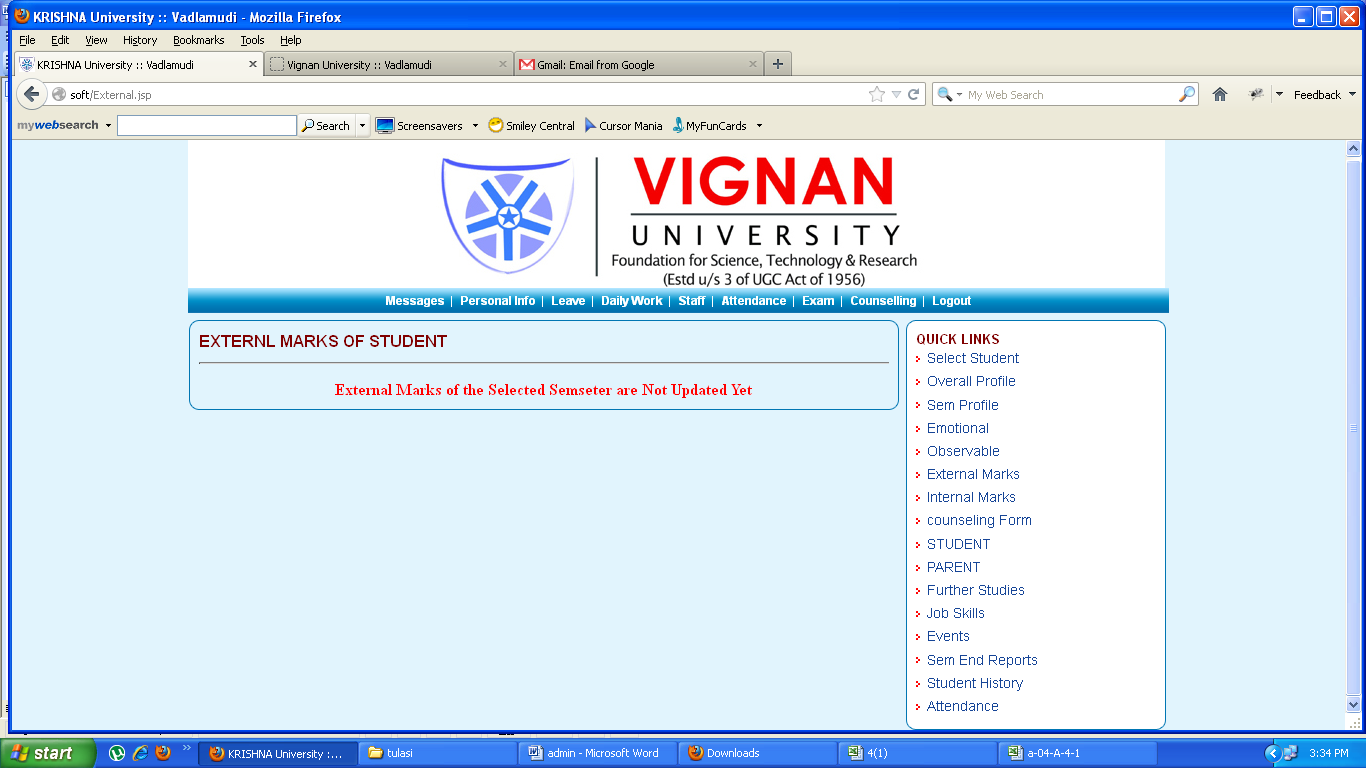 KRISHNA University :: Vadlamudi - Mozilla Firefox
File Edit View History Bookmarks Tools Help
KRISHNA University :: Vadlamudi Vignan University :: Vadlamudi Gmail: Email from Google
soft/External.jsp My Web Search Feedback
mywebsearch Search Screensavers Smiley Central Cursor Mania MyFunCards
VIGNAN
UNIVERSITY
Foundation for Science, Technology & Research
(Estd u/s 3 of UGC Act of 1956)
Messages | Personal Info | Leave | Daily Work | Staff | Attendance | Exam | Counselling | Logout
EXTERNL MARKS OF STUDENT
External Marks of the Selected Semseter are Not Updated Yet
QUICK LINKS
Select Student
Overall Profile
Sem Profile
Emotional
Observable
External Marks
Internal Marks
counseling Form
STUDENT
PARENT
Further Studies
Job Skills
Events
Sem End Reports
Student History
Attendance
start KRISHNA University :... tulasi admin - Microsoft Word Downloads 4(1) a-04-A-4-1 3:34 PM